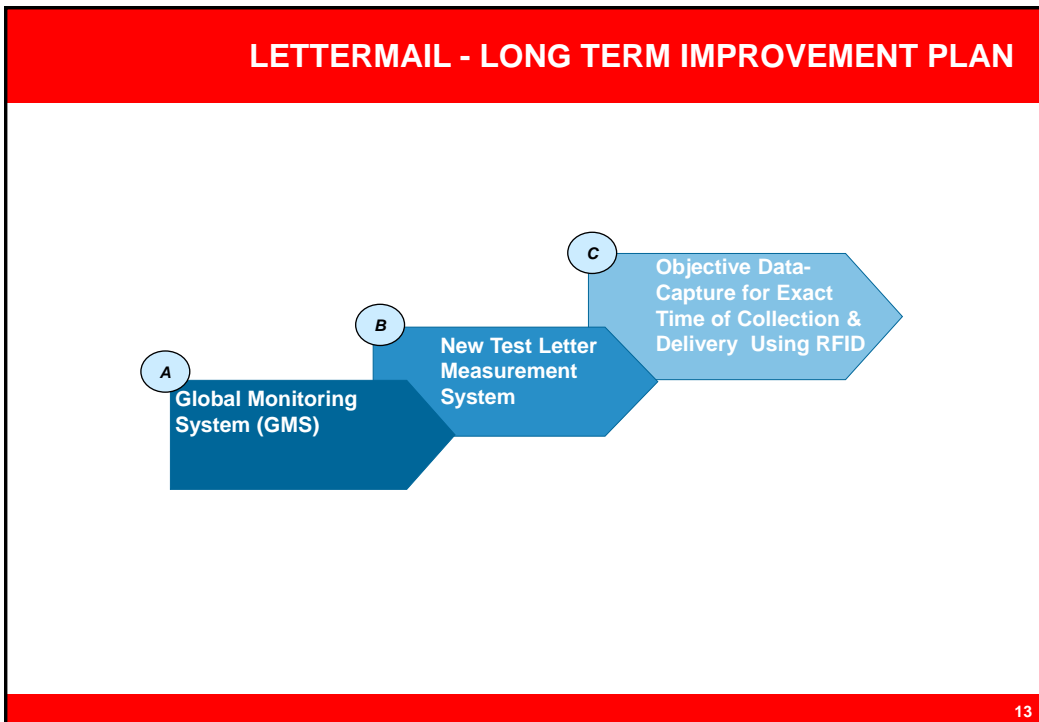 LETTERMAIL - LONG TERM IMPROVEMENT PLAN
A
Global Monitoring
System (GMS)
B
New Test Letter
Measurement
System
C
Objective Data-
Capture for Exact
Time of Collection &
Delivery Using RFID
13